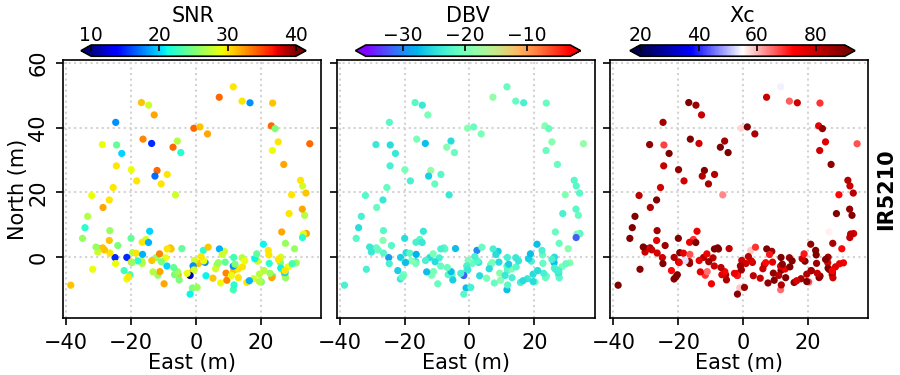 SNR DBV Xc
10 20 30 40 −30 −20 −10 20 40 60 80
60
40
20
0
North (m)
IR5210
−40 −20 0 20 −40 −20 0 20 −40 −20 0 20
East (m) East (m) East (m)